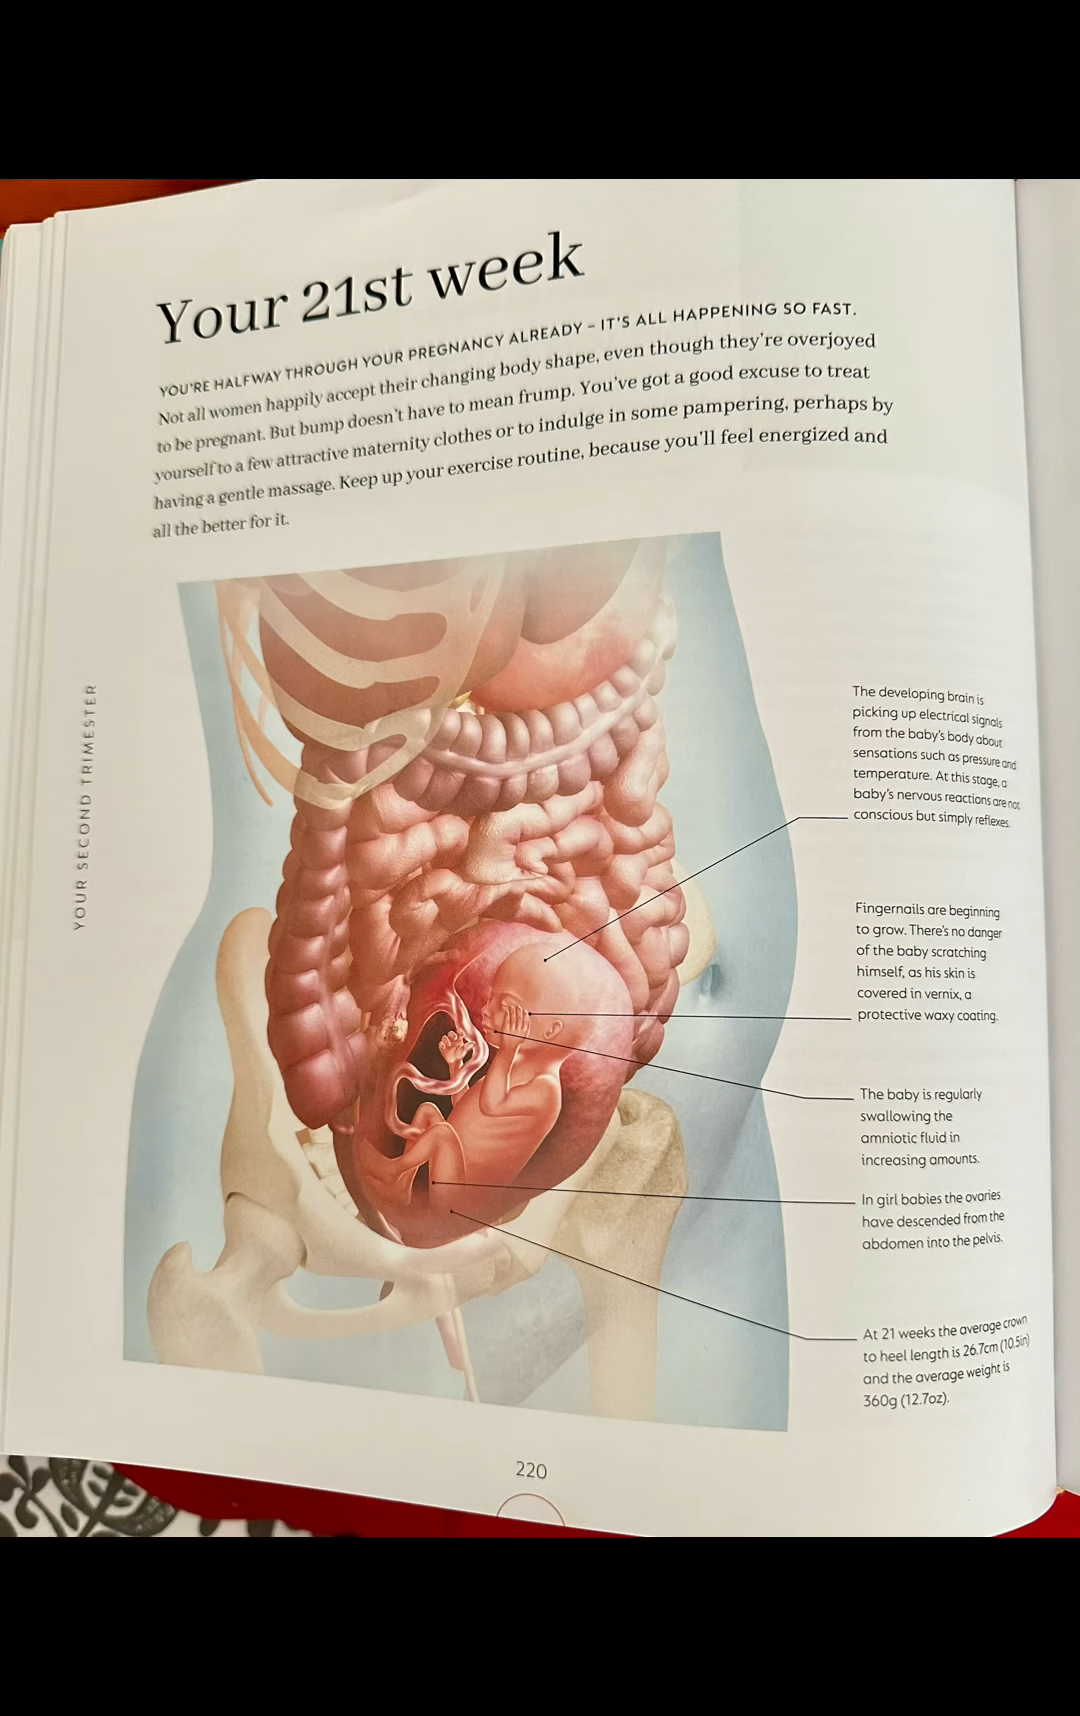 Your 21st week
YOU'RE HALFWAY THROUGH YOUR PREGNANCY ALREADY – IT'S ALL HAPPENING SO FAST.
Not all women happily accept their changing body shape, even though they're overjoyed
to be pregnant. But bump doesn't have to mean frump. You've got a good excuse to treat
yourself to a few attractive maternity clothes or to indulge in some pampering, perhaps by
having a gentle massage. Keep up your exercise routine, because you'll feel energized and
all the better for it.
YOUR SECOND TRIMESTER
The developing brain is
picking up electrical signals
from the baby's body about
sensations such as pressure and
temperature. At this stage, a
baby's nervous reactions are not
conscious but simply reflexes.
Fingernails are beginning
to grow. There's no danger
of the baby scratching
himself, as his skin is
covered in vernix, a
protective waxy coating.
The baby is regularly
swallowing the
amniotic fluid in
increasing amounts.
In girl babies the ovaries
have descended from the
abdomen into the pelvis.
At 21 weeks the average crown
to heel length is 26.7cm (10.5in)
and the average weight is
360g (12.7oz).
220